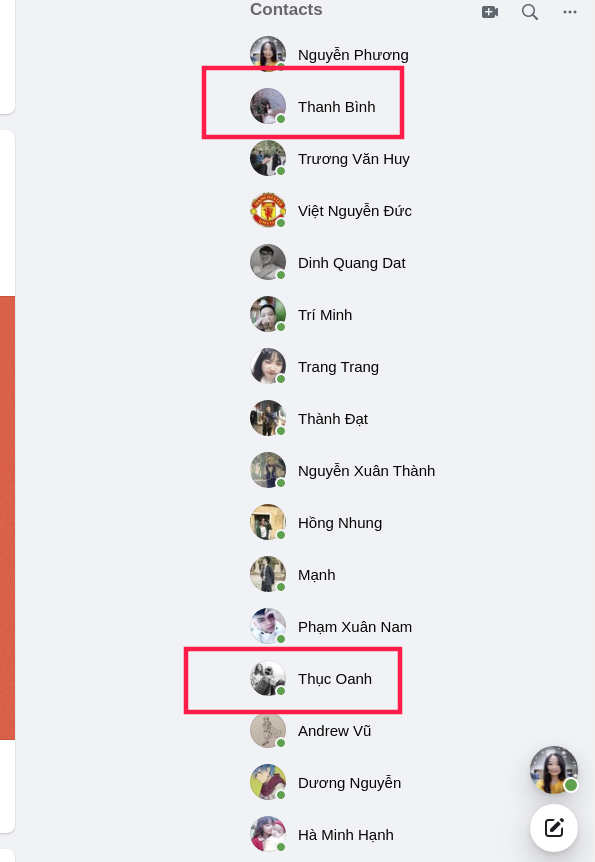 Contacts
Nguyễn Phương
Thanh Bình
Trương Văn Huy
Việt Nguyễn Đức
Dinh Quang Dat
Trí Minh
Trang Trang
Thành Đạt
Nguyễn Xuân Thành
Hồng Nhung
Mạnh
Phạm Xuân Nam
Thục Oanh
Andrew Vũ
Dương Nguyễn
Hà Minh Hạnh